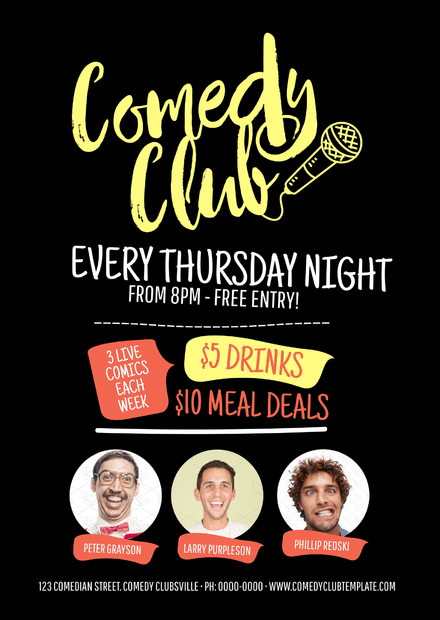 Comedy
Club
EVERY THURSDAY NIGHT
FROM 8PM - FREE ENTRY!
3 LIVE
COMICS
EACH
WEEK
$5 DRINKS
$10 MEAL DEALS
PETER GRAYSON
LARRY PURPLESON
PHILLIP REDSKI
123 COMEDIAN STREET. COMEDY CLUBSVILLE • PH: 0000-0000 • WWW.COMEDYCLUBTEMPLATE.COM